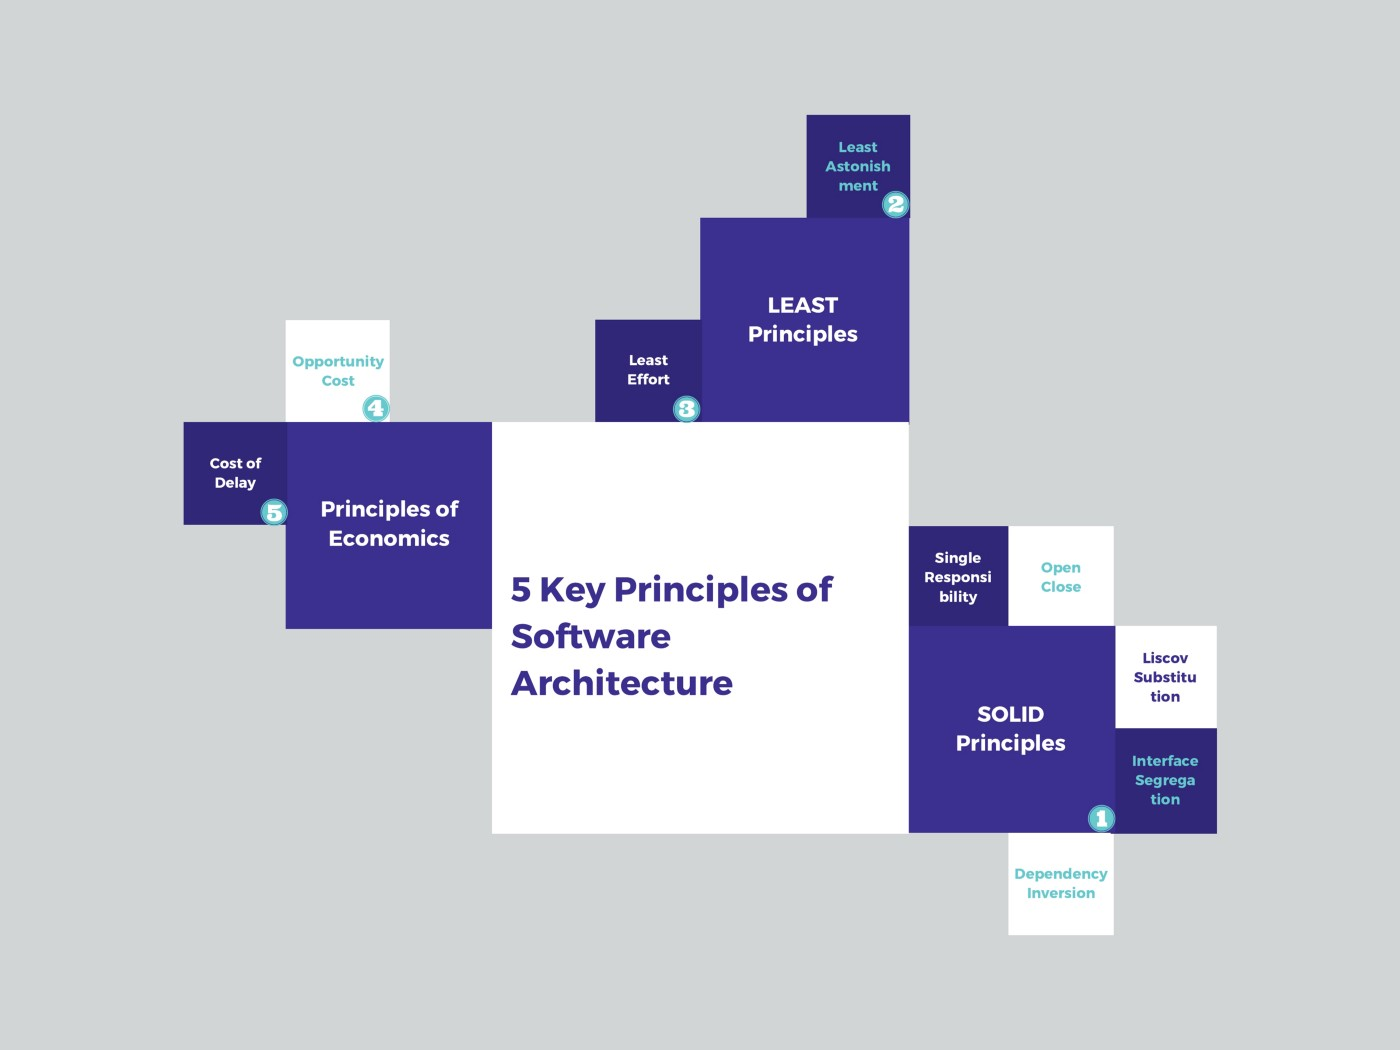 Least
Astonish
ment
2
LEAST
Principles
Least
Effort
3
Opportunity
Cost
4
Cost of
Delay
5
Principles of
Economics
5 Key Principles of
Software
Architecture
Single
Responsi
bility
Open
Close
Liscov
Substitu
tion
SOLID
Principles
1
Interface
Segrega
tion
Dependency
Inversion